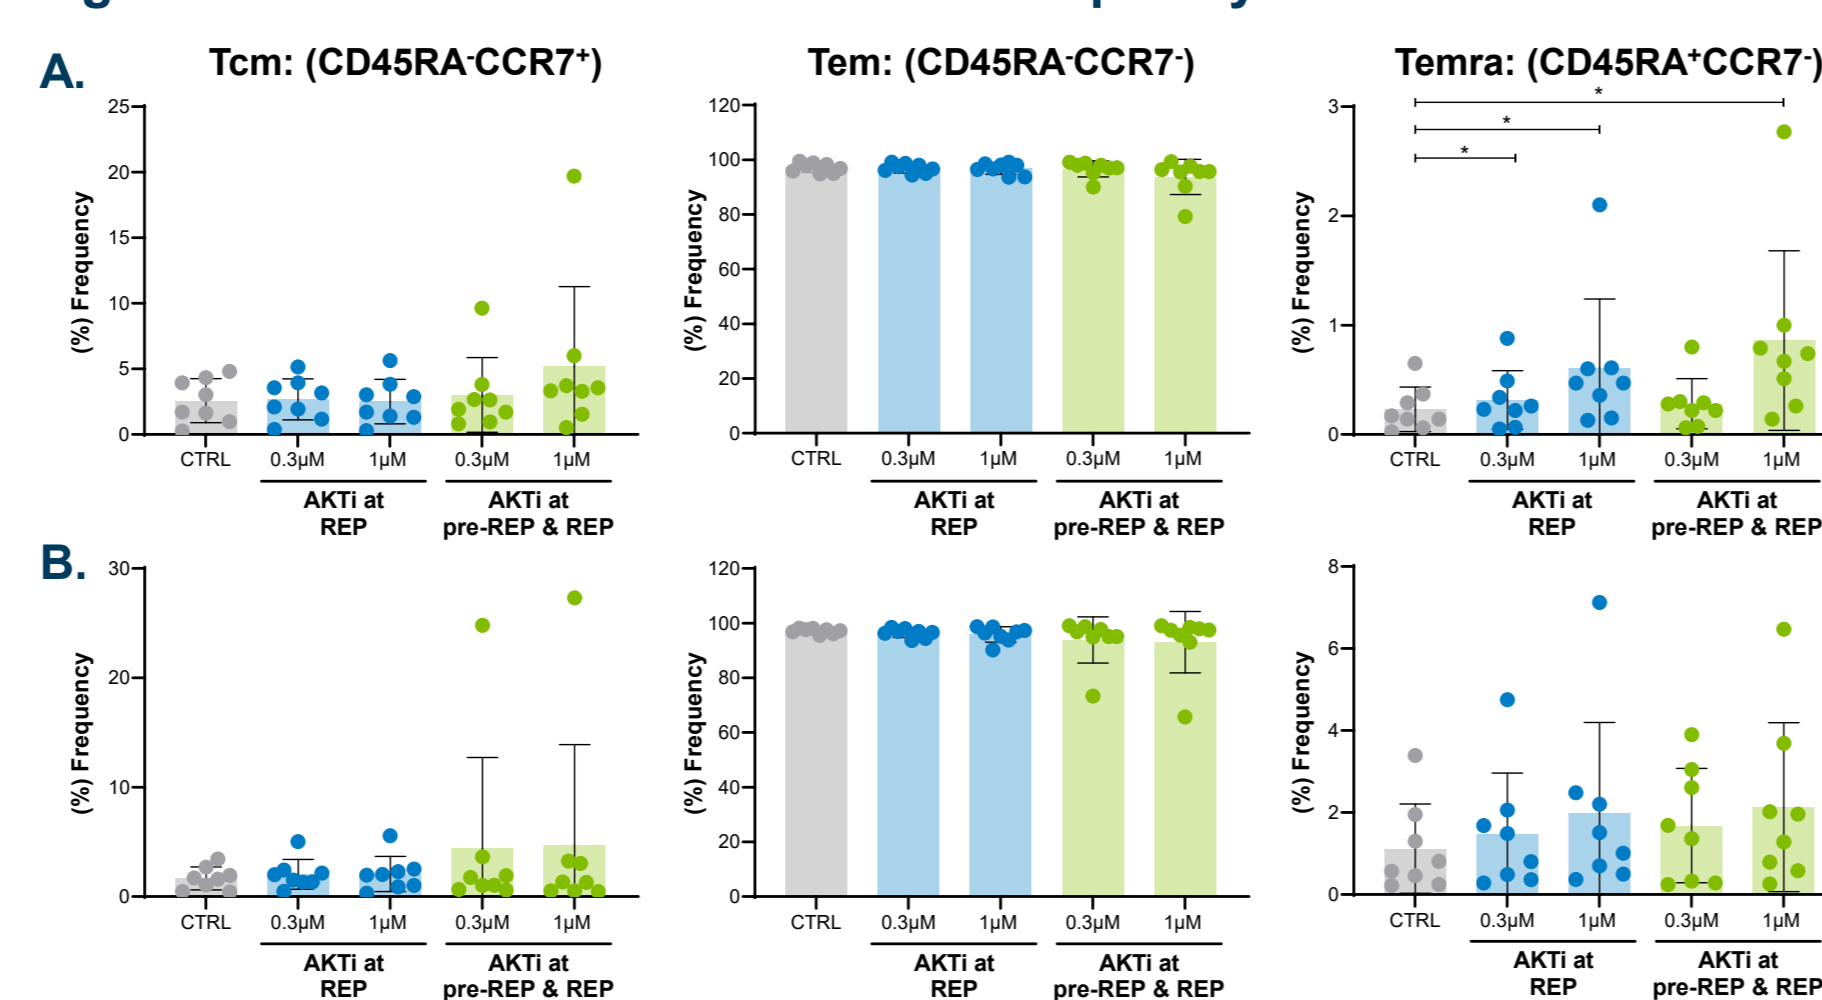 A.
Tcm: (CD45RA-CCR7+)
(%) Frequency
25
20
15
10
5
0
CTRL 0.3µM 1µM 0.3µM 1µM
AKTi at
REP
AKTi at
pre-REP & REP
Tem: (CD45RA-CCR7-)
(%) Frequency
120
100
80
60
40
20
0
CTRL 0.3µM 1µM 0.3µM 1µM
AKTi at
REP
AKTi at
pre-REP & REP
Temra: (CD45RA+CCR7-)
(%) Frequency
3
2
1
0
*
*
*
CTRL 0.3µM 1µM 0.3µM 1µM
AKTi at
REP
AKTi at
pre-REP & REP
B.
(%) Frequency
30
20
10
0
CTRL 0.3µM 1µM 0.3µM 1µM
AKTi at
REP
AKTi at
pre-REP & REP
(%) Frequency
120
100
80
60
40
20
0
CTRL 0.3µM 1µM 0.3µM 1µM
AKTi at
REP
AKTi at
pre-REP & REP
(%) Frequency
8
6
4
2
0
CTRL 0.3µM 1µM 0.3µM 1µM
AKTi at
REP
AKTi at
pre-REP & REP